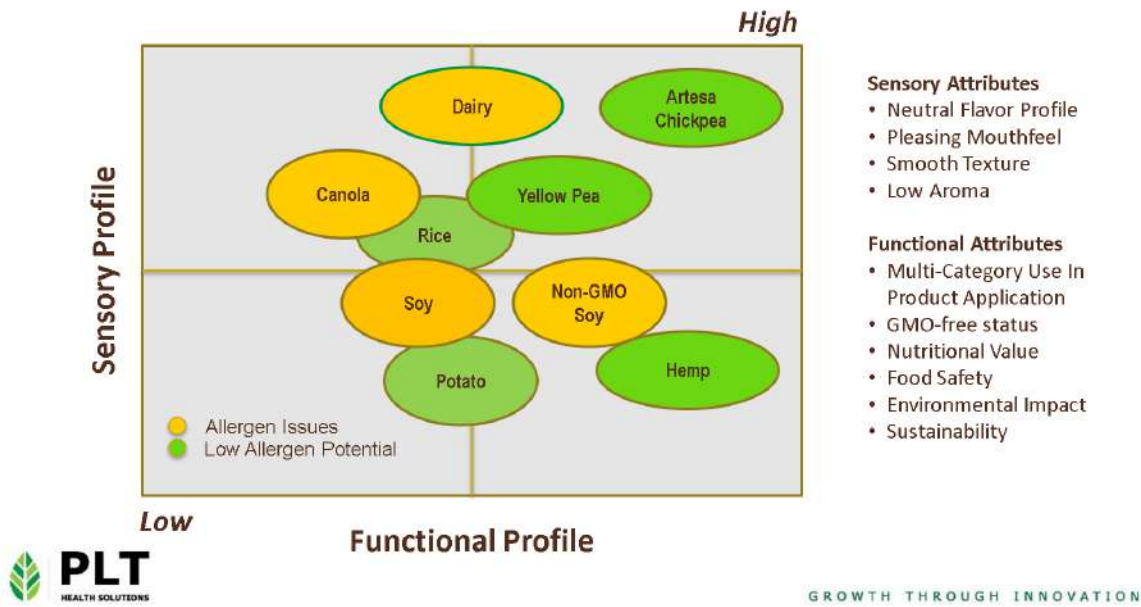 High
Dairy
Artesa
Chickpea
Canola
Yellow Pea
Rice
Soy
Non-GMO
Soy
Potato
Hemp
Allergen Issues
Low Allergen Potential
Sensory Profile
Low
Functional Profile
Sensory Attributes
• Neutral Flavor Profile
• Pleasing Mouthfeel
• Smooth Texture
• Low Aroma
Functional Attributes
• Multi-Category Use In
Product Application
• GMO-free status
• Nutritional Value
• Food Safety
• Environmental Impact
• Sustainability
PLT
HEALTH SOLUTIONS
GROWTH THROUGH INNOVATION